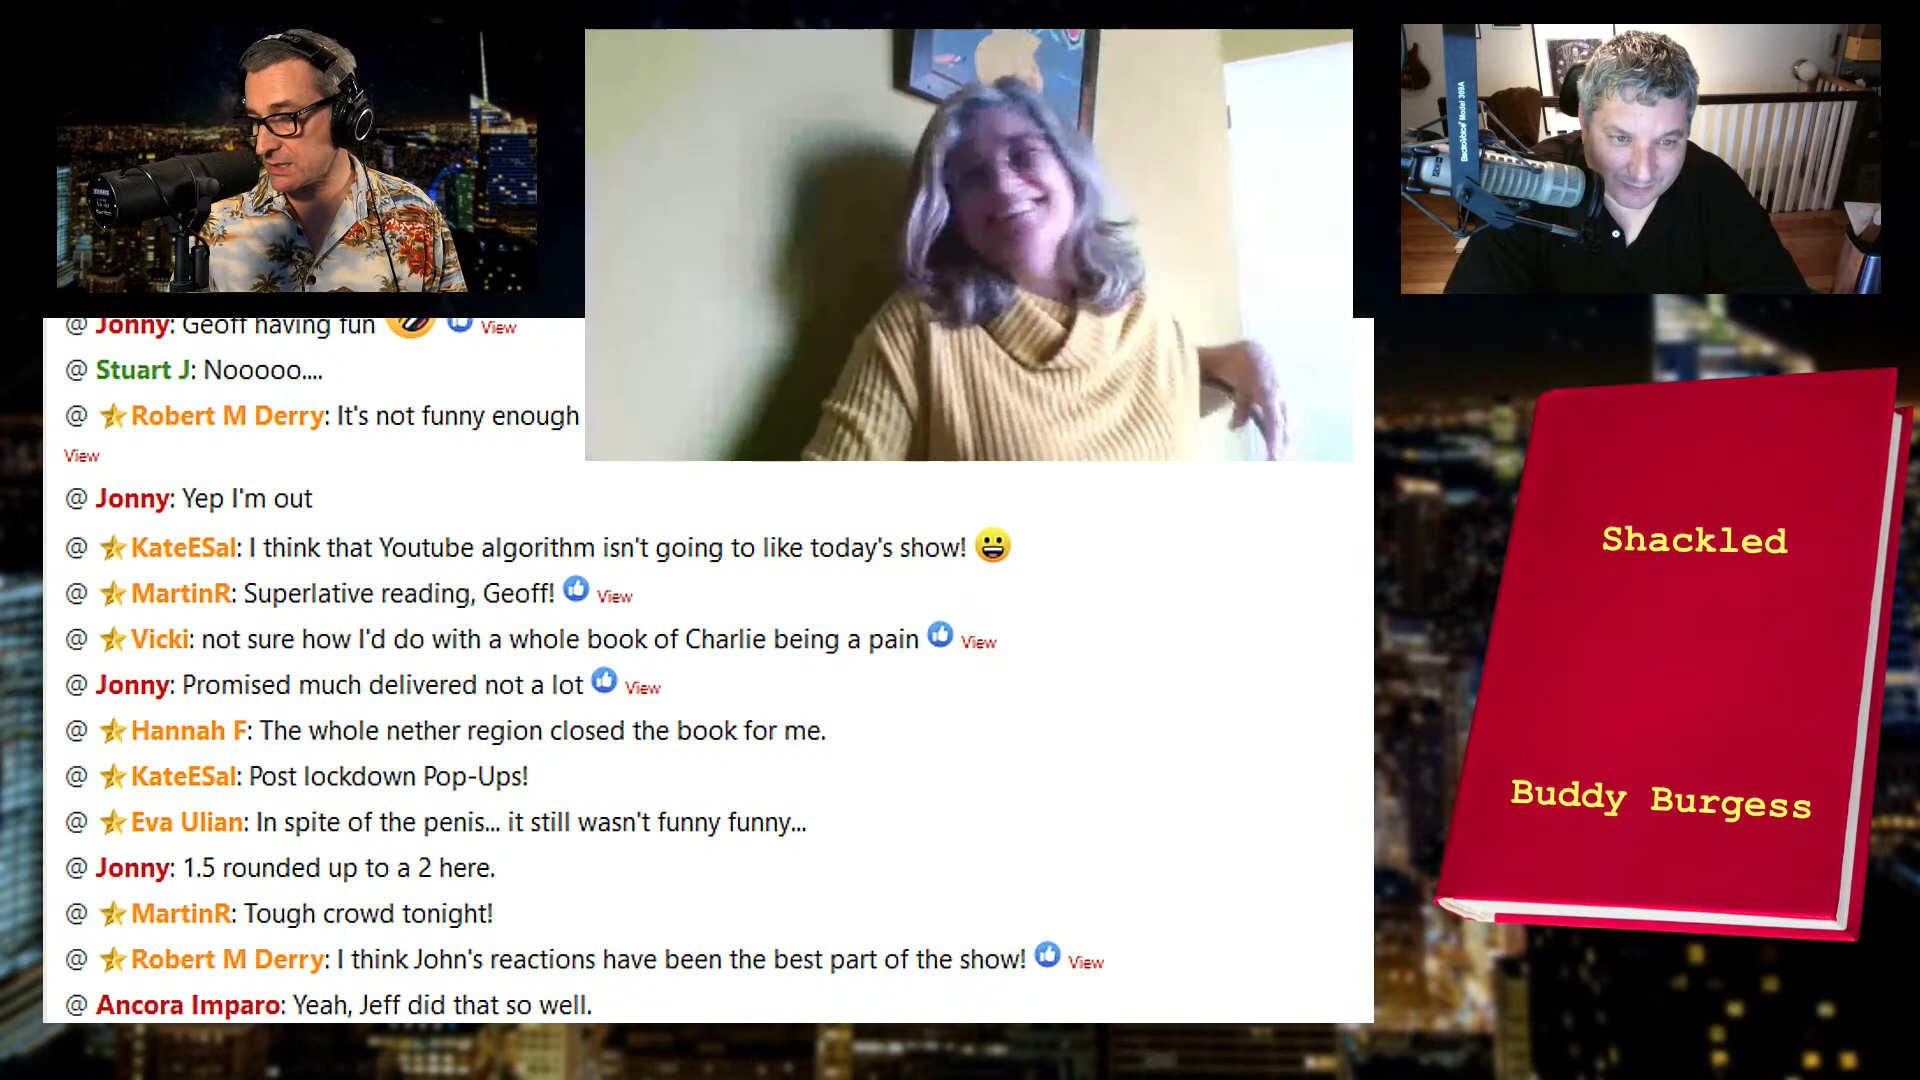 @ Jonny: Geoff having fun View
@ Stuart J: Nooooo....
@ Robert M Derry: It's not funny enough
View
@ Jonny: Yep I'm out
@ KateESal: I think that Youtube algorithm isn't going to like today's show!
@ MartinR: Superlative reading, Geoff! View
@ Vicki: not sure how I'd do with a whole book of Charlie being a pain View
@ Jonny: Promised much delivered not a lot View
@ Hannah F: The whole nether region closed the book for me.
@ KateESal: Post lockdown Pop-Ups!
@ Eva Ulian: In spite of the penis... it still wasn't funny funny...
@ Jonny: 1.5 rounded up to a 2 here.
@ MartinR: Tough crowd tonight!
@ Robert M Derry: I think John's reactions have been the best part of the show! View
@ Ancora Imparo: Yeah, Jeff did that so well.
Shackled
Buddy Burgess
ElectroVoice Model 309A